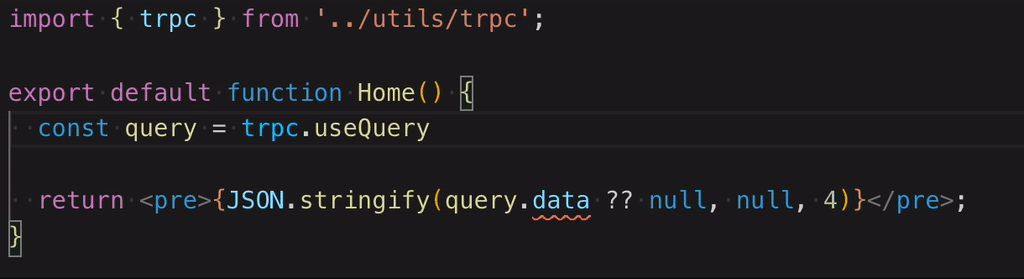 import { trpc } from '../utils/trpc';
export default function Home() {
const query = trpc.useQuery
return <pre>{JSON.stringify(query.data ?? null, null, 4)}</pre>;
}